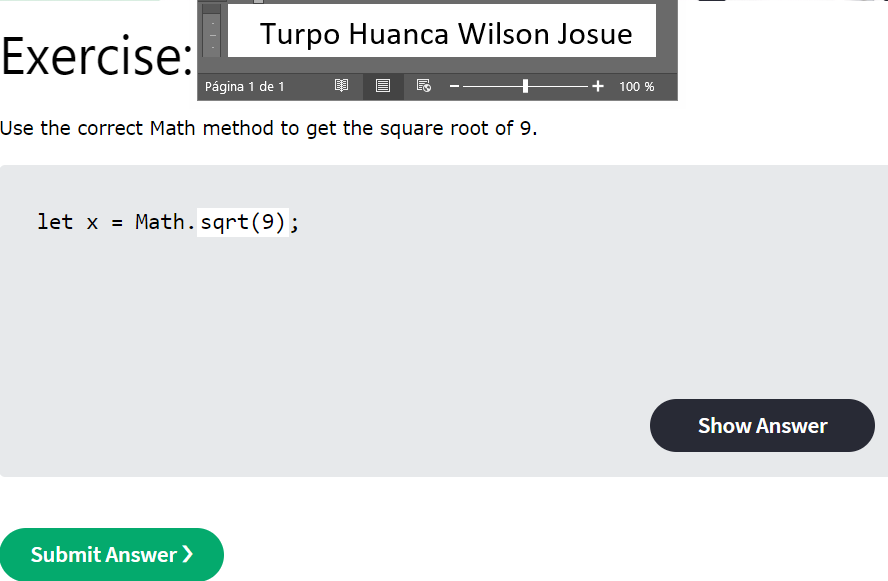 Turpo Huanca Wilson Josue
Exercise:
Página 1 de 1
100 %
Use the correct Math method to get the square root of 9.
let x = Math.sqrt(9);
Show Answer
Submit Answer ❯